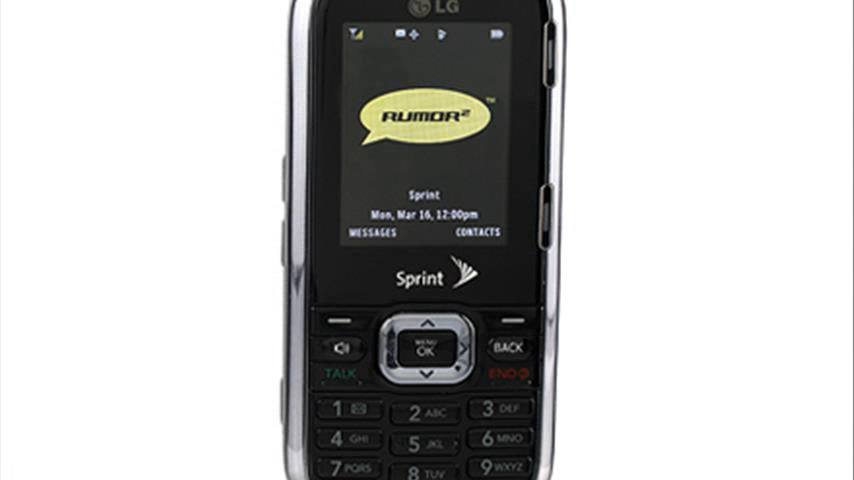 LG
RUMOR²™
Sprint
Mon, Mar 16, 12:00pm
MESSAGES CONTACTS
Sprint
MENU
OK
BACK
TALK
END
1 2 ABC 3 DEF
4 GHI 5 JKL 6 MNO
7 PQRS 8 TUV 9 WXYZ